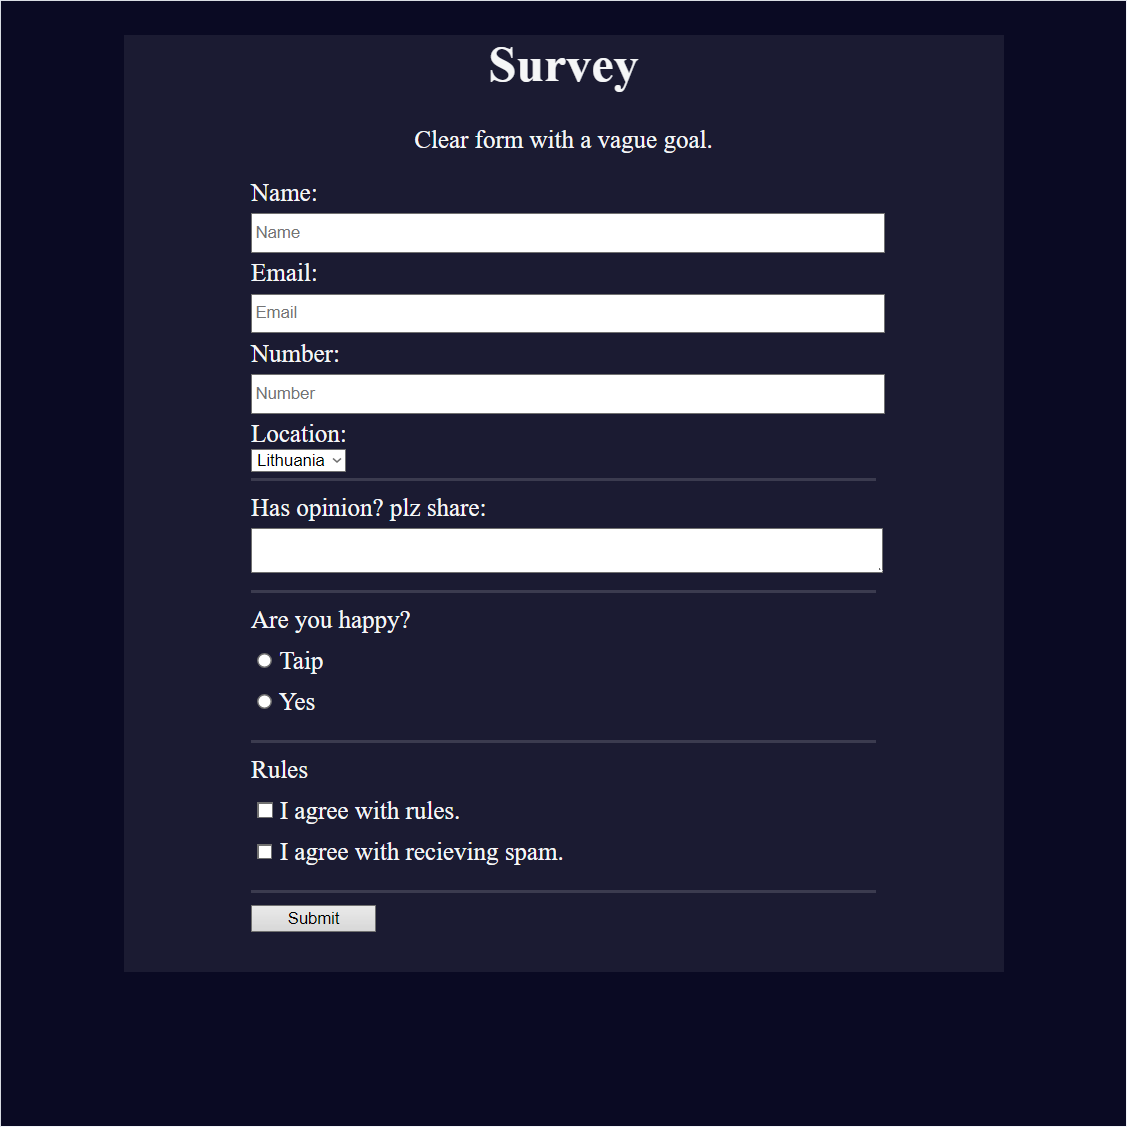 Survey
Clear form with a vague goal.
Name:
Name
Email:
Email
Number:
Number
Location:
Lithuania
Has opinion? plz share:
Are you happy?
Taip
Yes
Rules
I agree with rules.
I agree with recieving spam.
Submit